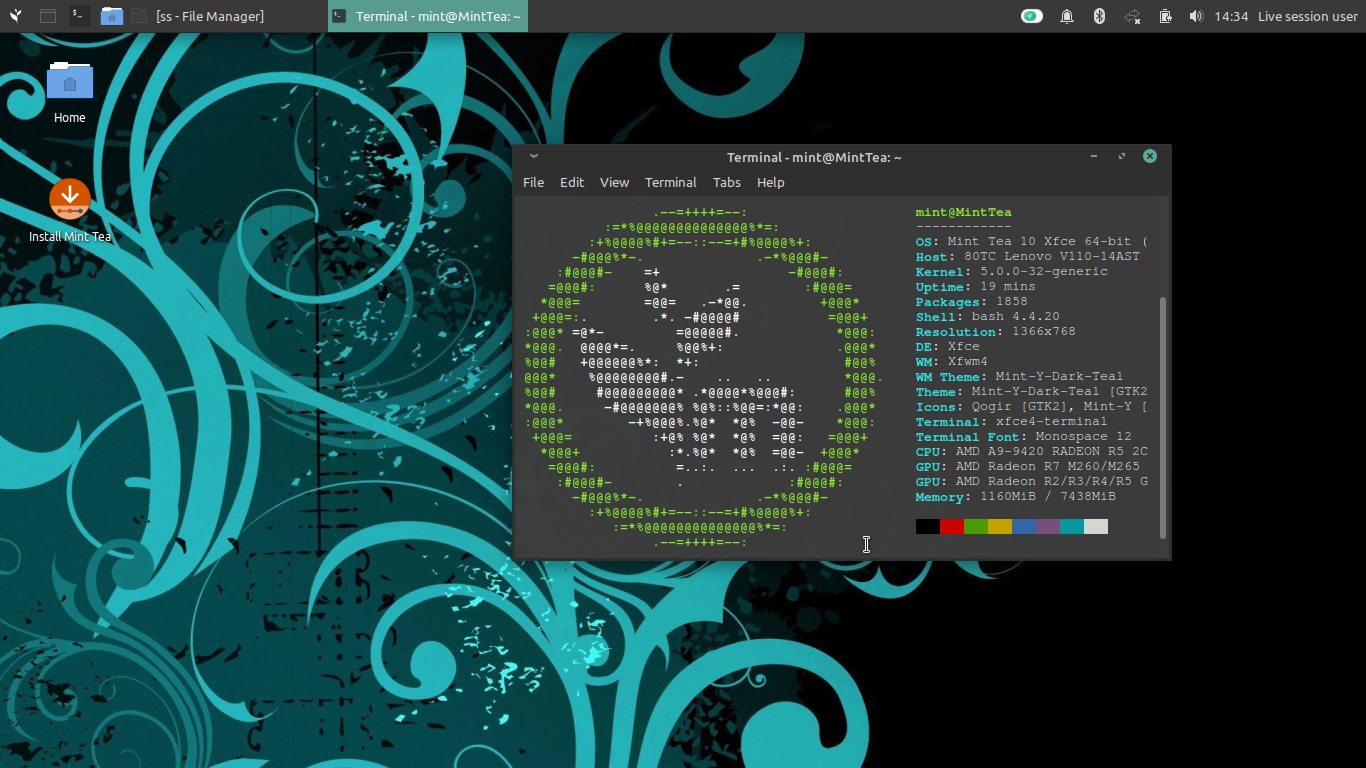 [ss - File Manager]
Terminal - mint@MintTea: ~
14:34
Live session user
Home
Install Mint Tea
Terminal - mint@MintTea: ~
File Edit View Terminal Tabs Help
mint@MintTea
------------
OS: Mint Tea 10 Xfce 64-bit (
Host: 80TC Lenovo V110-14AST
Kernel: 5.0.0-32-generic
Uptime: 19 mins
Packages: 1858
Shell: bash 4.4.20
Resolution: 1366x768
DE: Xfce
WM: Xfwm4
WM Theme: Mint-Y-Dark-Teal
Theme: Mint-Y-Dark-Teal [GTK2
Icons: Qogir [GTK2], Mint-Y [
Terminal: xfce4-terminal
Terminal Font: Monospace 12
CPU: AMD A9-9420 RADEON R5 2C
GPU: AMD Radeon R7 M260/M265
GPU: AMD Radeon R2/R3/R4/R5 G
Memory: 1160MiB / 7438MiB